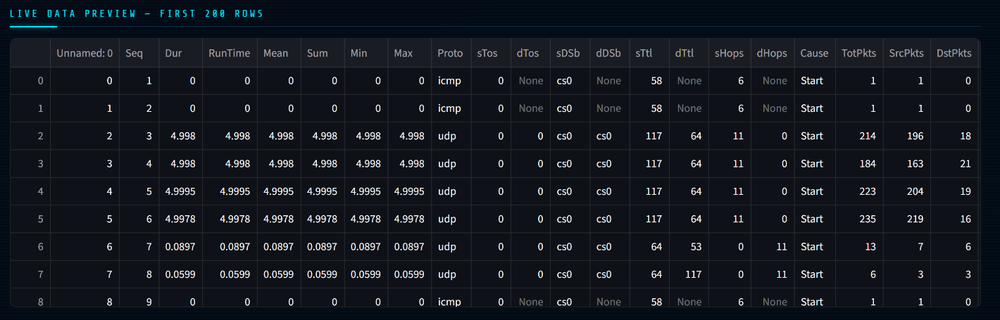 LIVE DATA PREVIEW — FIRST 200 ROWS
Unnamed: 0 Seq Dur RunTime Mean Sum Min Max Proto sTos dTos sDSb dDSb sTtl dTtl sHops dHops Cause TotPkts SrcPkts DstPkts
0 0 1 0 0 0 0 0 0 icmp 0 None cs0 None 58 None 6 None Start 1 1 0
1 1 2 0 0 0 0 0 0 icmp 0 None cs0 None 58 None 6 None Start 1 1 0
2 2 3 4.998 4.998 4.998 4.998 4.998 4.998 udp 0 0 cs0 cs0 117 64 11 0 Start 214 196 18
3 3 4 4.998 4.998 4.998 4.998 4.998 4.998 udp 0 0 cs0 cs0 117 64 11 0 Start 184 163 21
4 4 5 4.9995 4.9995 4.9995 4.9995 4.9995 4.9995 udp 0 0 cs0 cs0 117 64 11 0 Start 223 204 19
5 5 6 4.9978 4.9978 4.9978 4.9978 4.9978 4.9978 udp 0 0 cs0 cs0 117 64 11 0 Start 235 219 16
6 6 7 0.0897 0.0897 0.0897 0.0897 0.0897 0.0897 udp 0 0 cs0 cs0 64 53 0 11 Start 13 7 6
7 7 8 0.0599 0.0599 0.0599 0.0599 0.0599 0.0599 udp 0 0 cs0 cs0 64 117 0 11 Start 6 3 3
8 8 9 0 0 0 0 0 0 icmp 0 None cs0 None 58 None 6 None Start 1 1 0